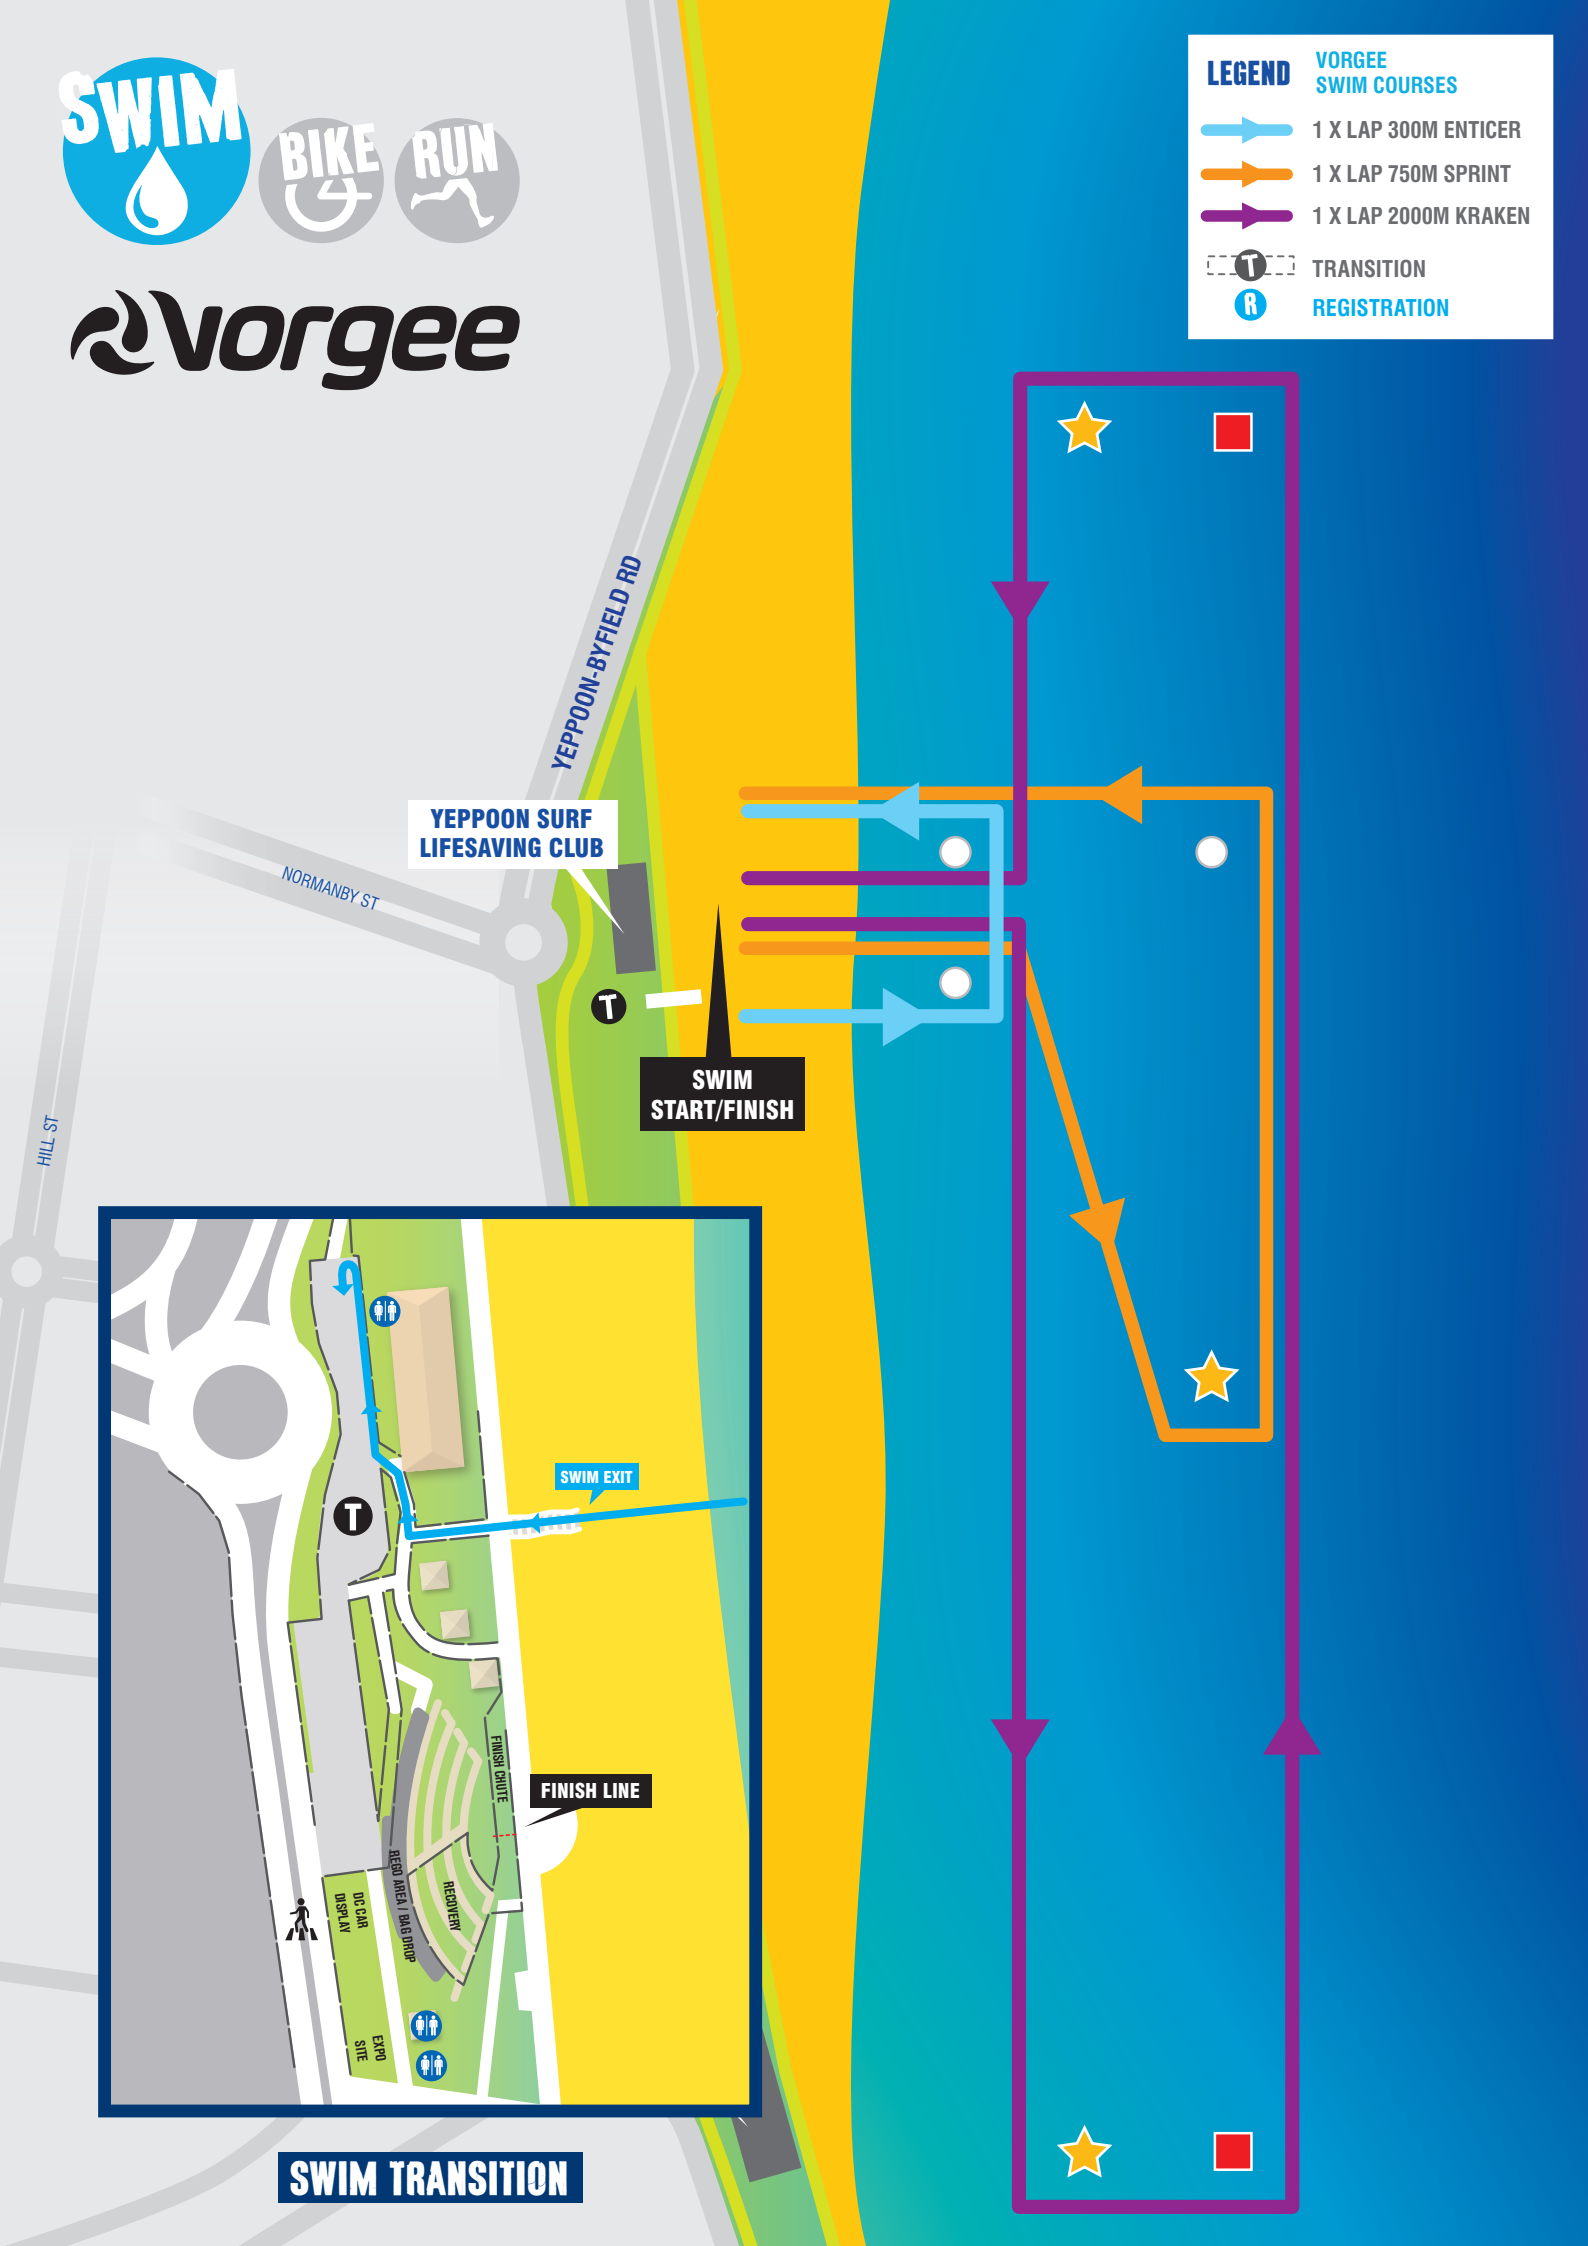 SWIM
BIKE
RUN
Vorgee
LEGEND
VORGEE
SWIM COURSES
1 X LAP 300M ENTICER
1 X LAP 750M SPRINT
1 X LAP 2000M KRAKEN
T
TRANSITION
R
REGISTRATION
YEPPOON-BYFIELD RD
YEPPOON SURF
LIFESAVING CLUB
NORMANBY ST
T
SWIM
START/FINISH
HILL ST
SWIM EXIT
T
FINISH CHUTE
FINISH LINE
REGO AREA / BAG DROP
RECOVERY
DC CAR
DISPLAY
EXPO
SITE
SWIM TRANSITION